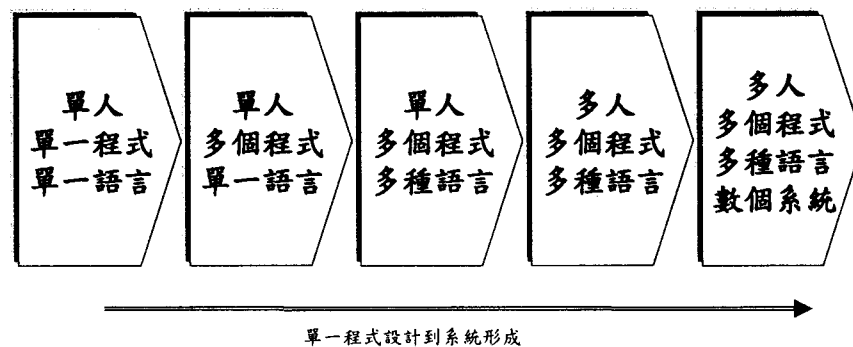 單人
單一程式
單一語言
單人
多個程式
單一語言
單人
多個程式
多種語言
多人
多個程式
多種語言
多人
多個程式
多種語言
數個系統
單一程式設計到系統形成